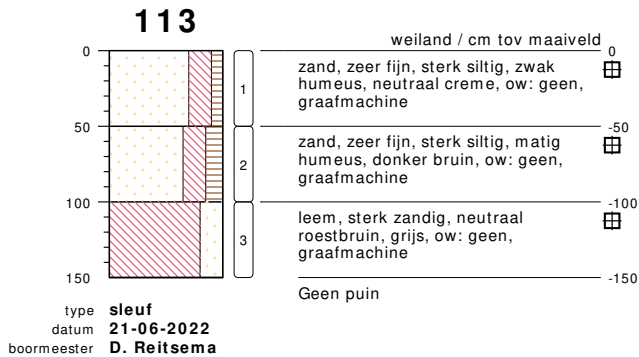 113
weiland / cm tov maaiveld
0
0
1
zand, zeer fijn, sterk siltig, zwak
humeus, neutraal creme, ow: geen,
graafmachine
50
-50
2
zand, zeer fijn, sterk siltig, matig
humeus, donker bruin, ow: geen,
graafmachine
100
-100
3
leem, sterk zandig, neutraal
roestbruin, grijs, ow: geen,
graafmachine
150
-150
Geen puin
type sleuf
datum 21-06-2022
boormeester D. Reitsema